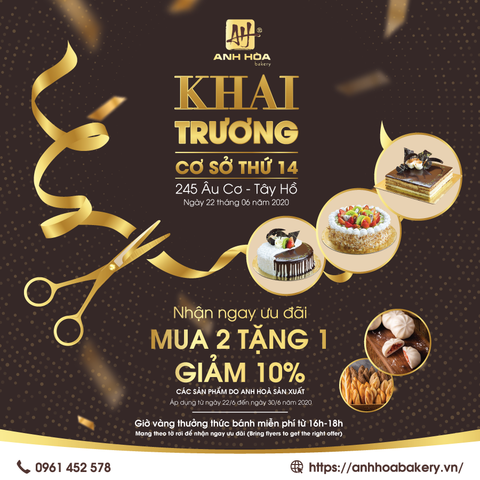 AH®
ANH HÒA
bakery
KHAI
TRƯƠNG
CƠ SỞ THỨ 14
245 Âu Cơ - Tây Hồ
Ngày 22 tháng 06 năm 2020
Nhận ngay ưu đãi
MUA 2 TẶNG 1
GIẢM 10%
CÁC SẢN PHẨM DO ANH HOÀ SẢN XUẤT
Áp dụng từ ngày 22/6 đến ngày 30/6 năm 2020
Giờ vàng thưởng thức bánh miễn phí từ 16h-18h
Mang theo tờ rơi để nhận ngay ưu đãi (Bring flyers to get the right offer)
0961 452 578
https://anhhoabakery.vn/